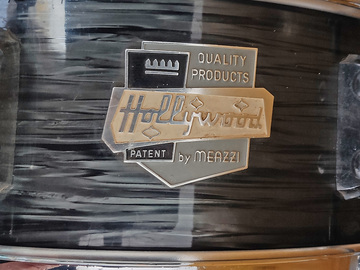 QUALITY
PRODUCTS
Hollywood
PATENT by MEAZZI